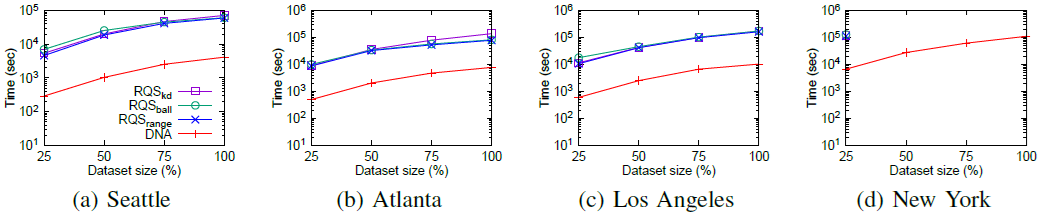 10^5
10^4
10^3
10^2
10^1
Time (sec)
25 50 75 100
Dataset size (%)
RQS_kd
RQS_ball
RQS_range
DNA
(a) Seattle
10^6
10^5
10^4
10^3
10^2
10^1
Time (sec)
25 50 75 100
Dataset size (%)
(b) Atlanta
10^6
10^5
10^4
10^3
10^2
10^1
Time (sec)
25 50 75 100
Dataset size (%)
(c) Los Angeles
10^6
10^5
10^4
10^3
10^2
10^1
Time (sec)
25 50 75 100
Dataset size (%)
(d) New York